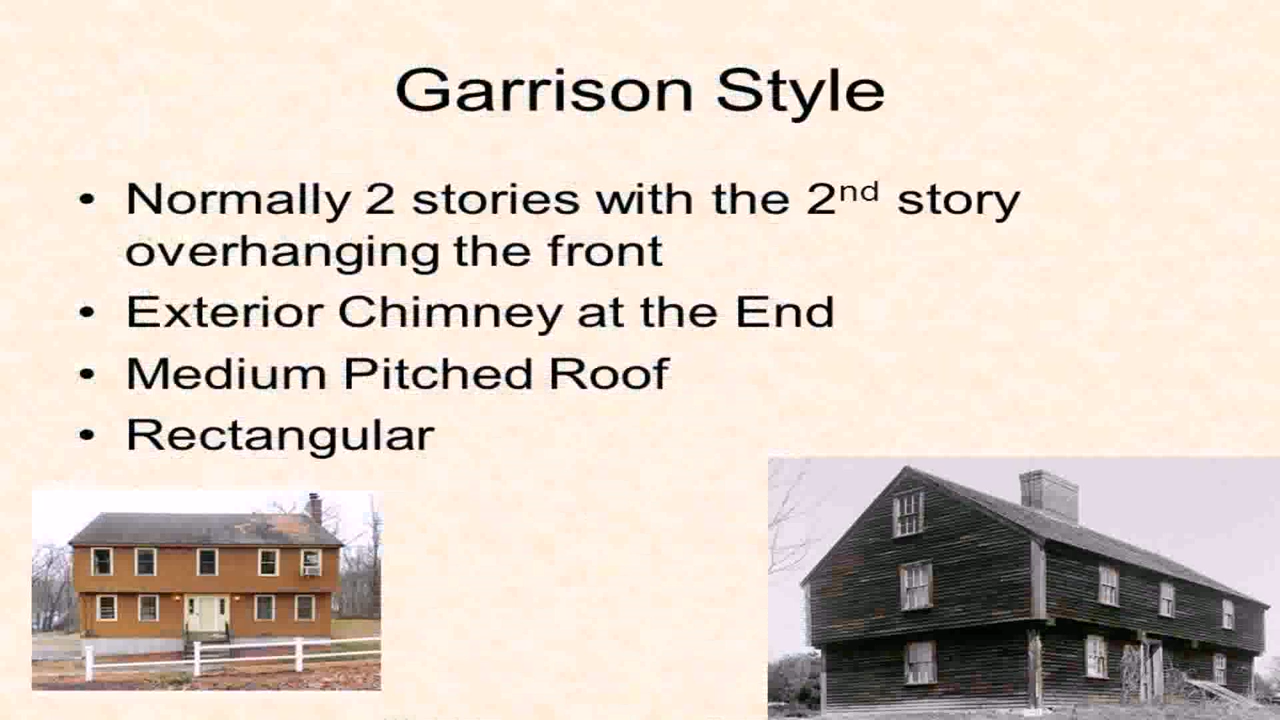 Garrison Style
• Normally 2 stories with the 2nd story
overhanging the front
• Exterior Chimney at the End
• Medium Pitched Roof
• Rectangular